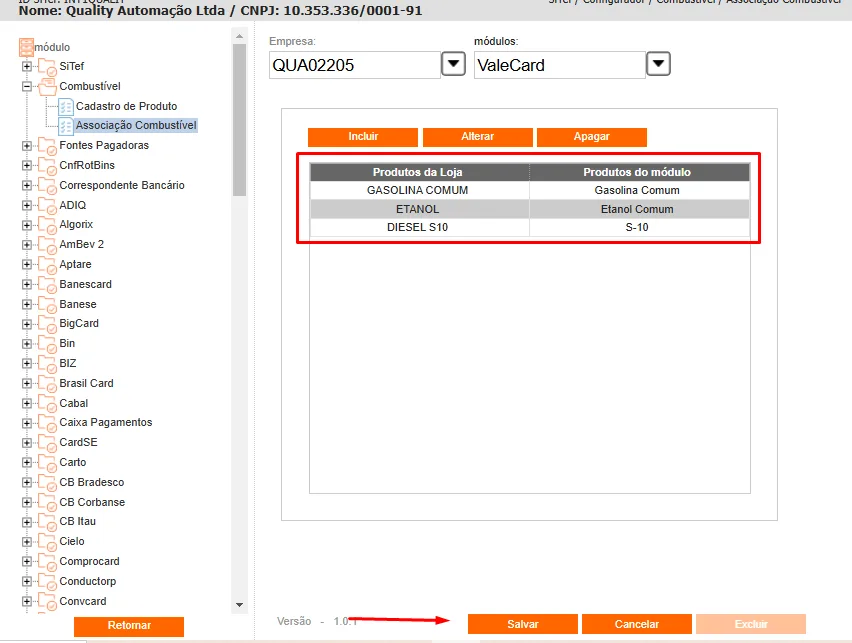 Nome: Quality Automação Ltda / CNPJ: 10.353.336/0001-91
módulo
SiTef
Combustível
Cadastro de Produto
Associação Combustível
Fontes Pagadoras
CnfRotBins
Correspondente Bancário
ADIQ
Algorix
AmBev 2
Aptare
Banescard
Banese
BigCard
Bin
BIZ
Brasil Card
Cabal
Caixa Pagamentos
CardSE
Carto
CB Bradesco
CB Corbanse
CB Itau
Cielo
Comprocard
Conductorp
Convcard
Retornar
Empresa: módulos:
QUA02205 ValeCard
Incluir Alterar Apagar
Produtos da Loja Produtos do módulo
GASOLINA COMUM Gasolina Comum
ETANOL Etanol Comum
DIESEL S10 S-10
Versão - 1.0.1
Salvar Cancelar Excluir